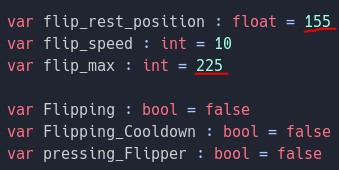 var flip_rest_position : float = 155
var flip_speed : int = 10
var flip_max : int = 225
var Flipping : bool = false
var Flipping_Cooldown : bool = false
var pressing_Flipper : bool = false